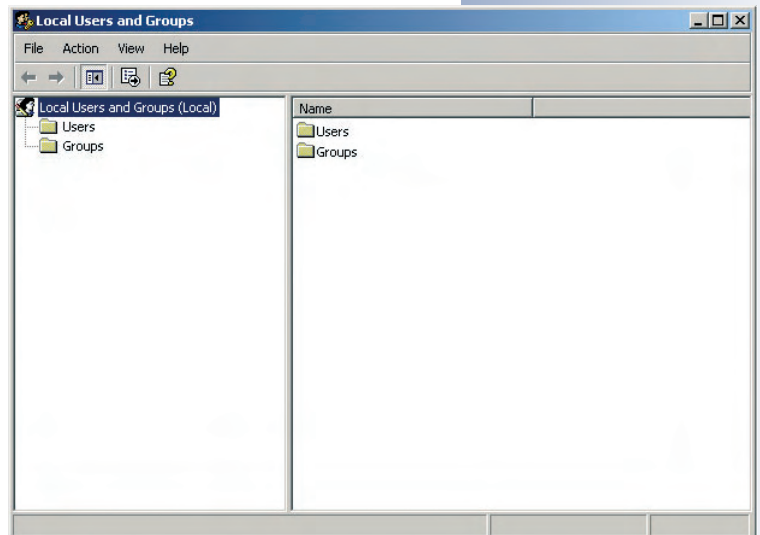 Local Users and Groups
File Action View Help
Local Users and Groups (Local)
Users
Groups
Name
Users
Groups